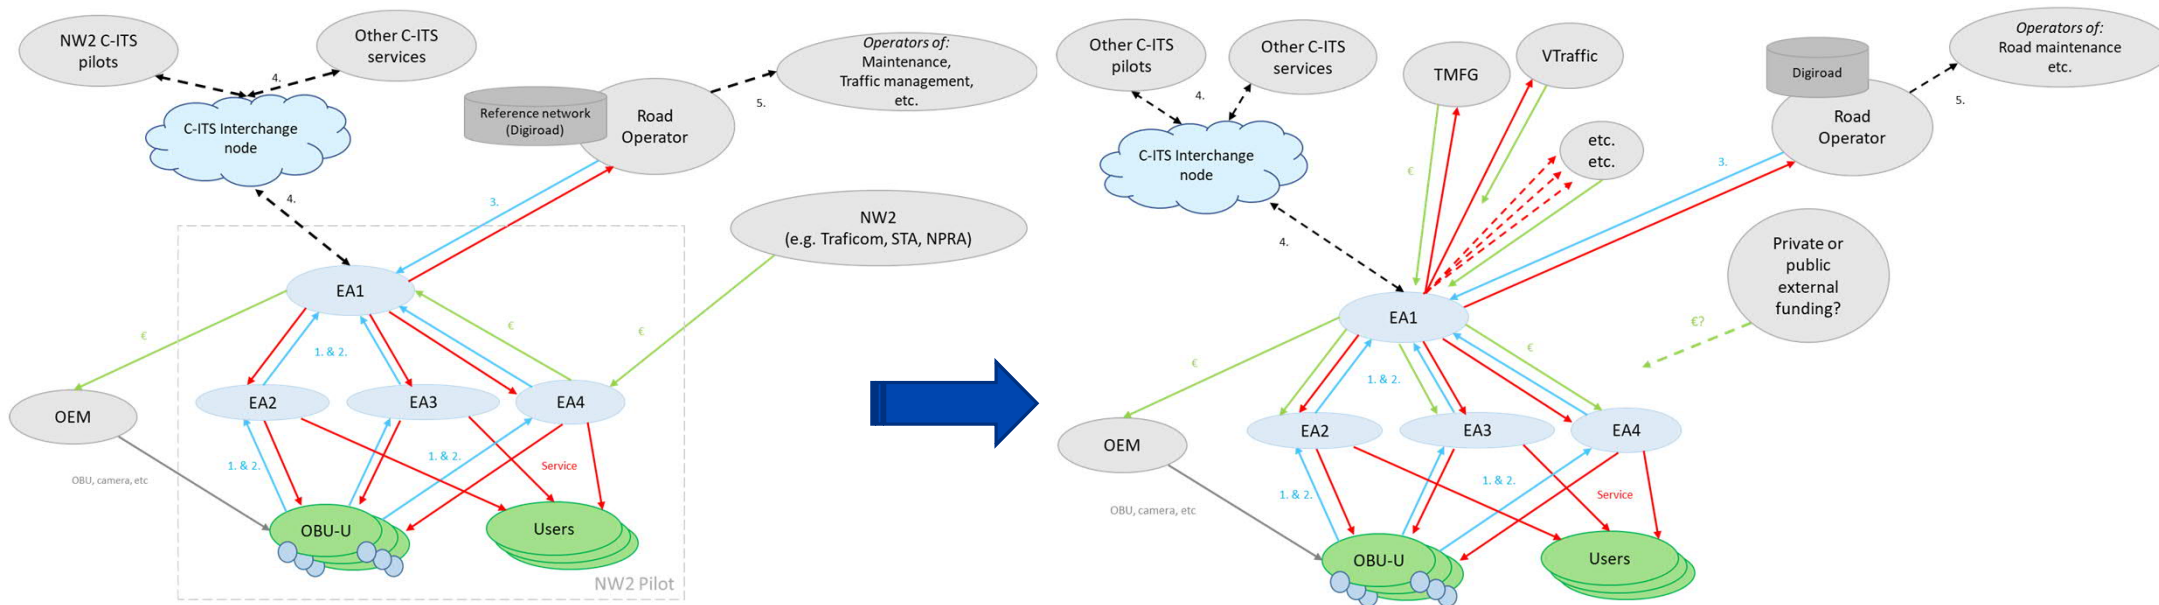 NW2 C-ITS
pilots
Other C-ITS
services
4.
C-ITS Interchange
node
4.
Reference network
(Digiroad)
Road
Operator
5.
Operators of:
Maintenance,
Traffic management,
etc.
3.
NW2
(e.g. Traficom, STA, NPRA)
EA1
€
€
€
1. & 2.
EA2
EA3
EA4
OEM
OBU, camera, etc
1. & 2.
1. & 2.
Service
OBU-U
Users
NW2 Pilot
Other C-ITS
pilots
Other C-ITS
services
4.
C-ITS Interchange
node
4.
TMFG
VTraffic
€
etc.
etc.
Digiroad
Road
Operator
5.
Operators of:
Road maintenance
etc.
3.
Private or
public
external
funding?
€?
EA1
€
€
1. & 2.
EA2
EA3
EA4
OEM
OBU, camera, etc
1. & 2.
1. & 2.
Service
OBU-U
Users